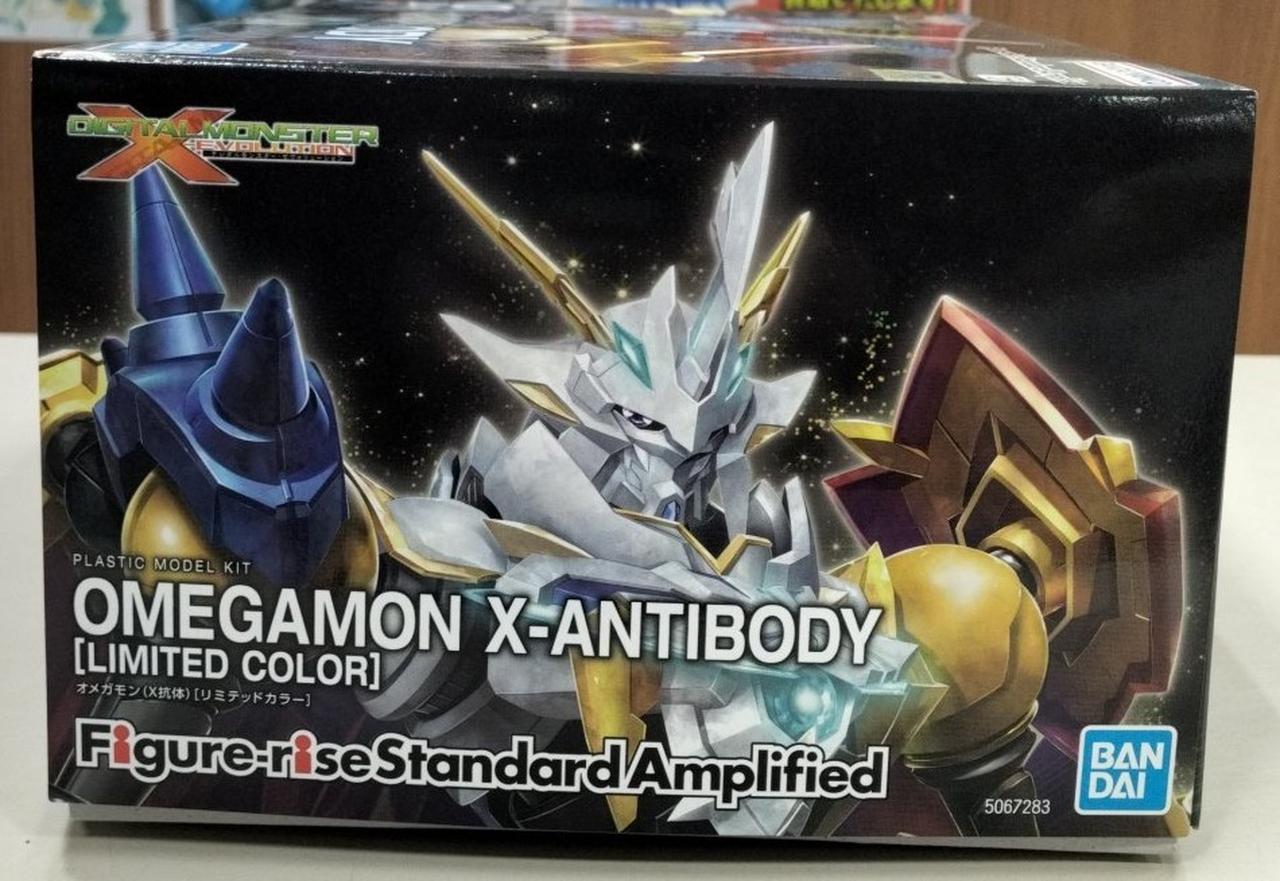 DIGITAL MONSTER
X-EVOLUTION
PLASTIC MODEL KIT
OMEGAMON X-ANTIBODY
[LIMITED COLOR]
オメガモン(X抗体)[リミテッドカラー]
Figure-riseStandardAmplified
5067283
BAN
DAI